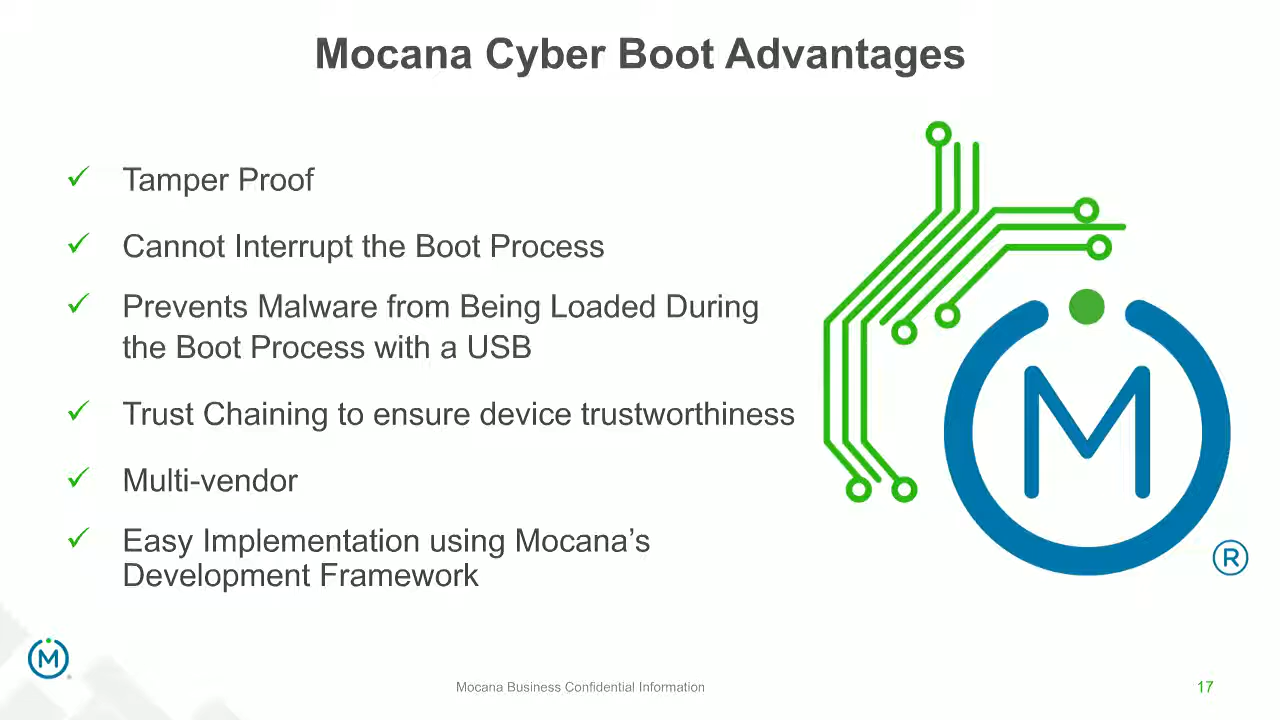 Mocana Cyber Boot Advantages
✓ Tamper Proof
✓ Cannot Interrupt the Boot Process
✓ Prevents Malware from Being Loaded During
the Boot Process with a USB
✓ Trust Chaining to ensure device trustworthiness
✓ Multi-vendor
✓ Easy Implementation using Mocana’s
Development Framework
M
®
M
Mocana Business Confidential Information
17